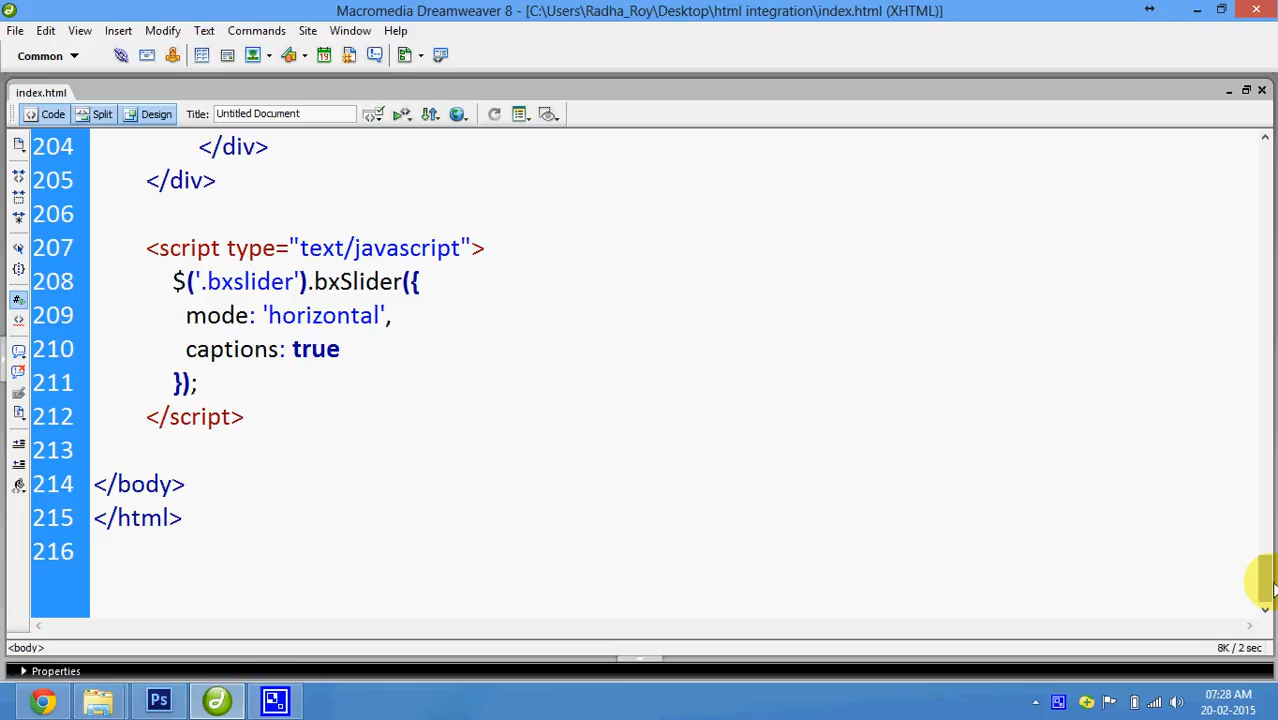 Macromedia Dreamweaver 8 - [C:\Users\Radha_Roy\Desktop\html integration\index.html (XHTML)]
File Edit View Insert Modify Text Commands Site Window Help
Common
19
index.html
Code Split Design Title: Untitled Document
204 </div>
205 </div>
206
207 <script type="text/javascript">
208 $('.bxslider').bxSlider({
209 mode: 'horizontal',
210 captions: true
211 });
212 </script>
213
214 </body>
215 </html>
216
<body> 8K / 2 sec
Properties
Ps
07:28 AM
20-02-2015